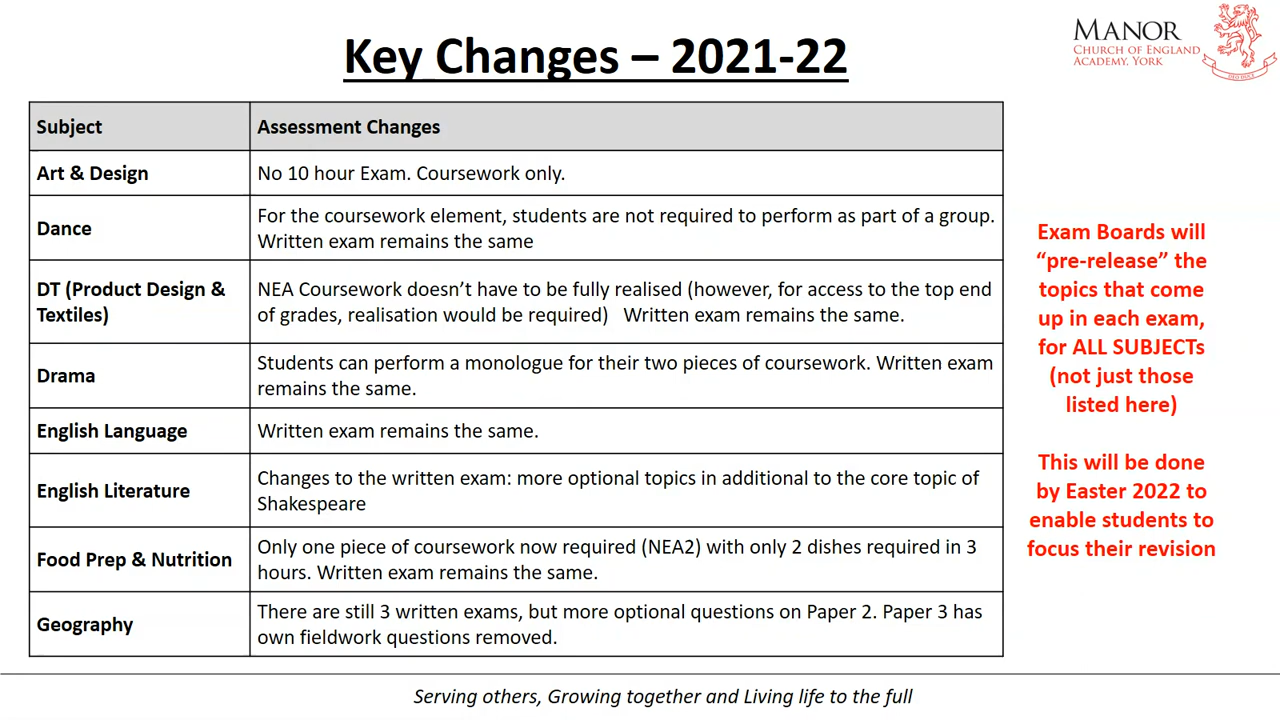 Key Changes – 2021-22
MANOR
CHURCH OF ENGLAND
ACADEMY, YORK
Subject
Assessment Changes
Art & Design
No 10 hour Exam. Coursework only.
Dance
For the coursework element, students are not required to perform as part of a group.
Written exam remains the same
DT (Product Design &
Textiles)
NEA Coursework doesn’t have to be fully realised (however, for access to the top end
of grades, realisation would be required)   Written exam remains the same.
Drama
Students can perform a monologue for their two pieces of coursework. Written exam
remains the same.
English Language
Written exam remains the same.
English Literature
Changes to the written exam: more optional topics in additional to the core topic of
Shakespeare
Food Prep & Nutrition
Only one piece of coursework now required (NEA2) with only 2 dishes required in 3
hours. Written exam remains the same.
Geography
There are still 3 written exams, but more optional questions on Paper 2. Paper 3 has
own fieldwork questions removed.
Exam Boards will
“pre-release” the
topics that come
up in each exam,
for ALL SUBJECTs
(not just those
listed here)
This will be done
by Easter 2022 to
enable students to
focus their revision
Serving others, Growing together and Living life to the full